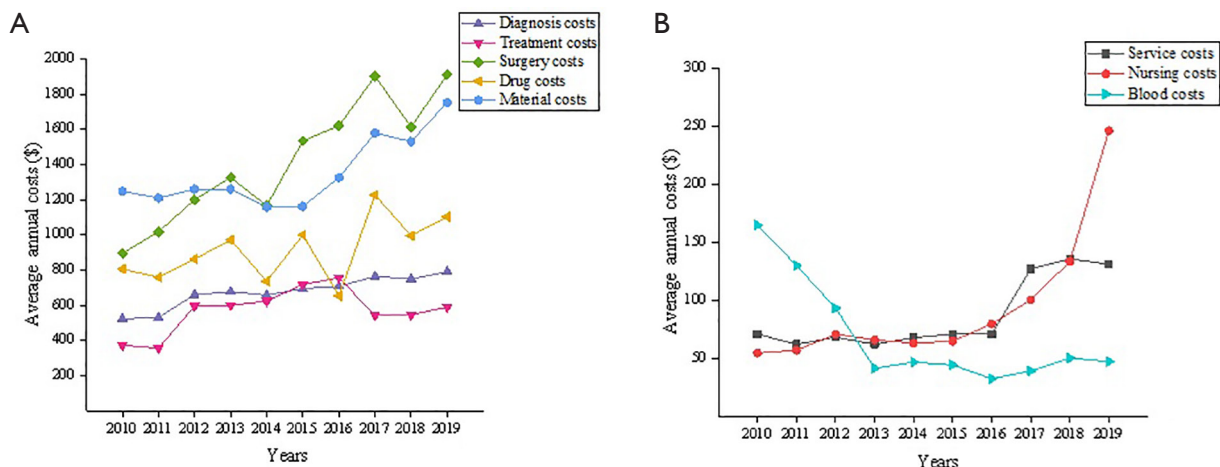 A
Diagnosis costs
Treatment costs
Surgery costs
Drug costs
Material costs
Average annual costs ($)
2000
1800
1600
1400
1200
1000
800
600
400
200
2010 2011 2012 2013 2014 2015 2016 2017 2018 2019
Years
B
Service costs
Nursing costs
Blood costs
Average annual costs ($)
300
250
200
150
100
50
2010 2011 2012 2013 2014 2015 2016 2017 2018 2019
Years